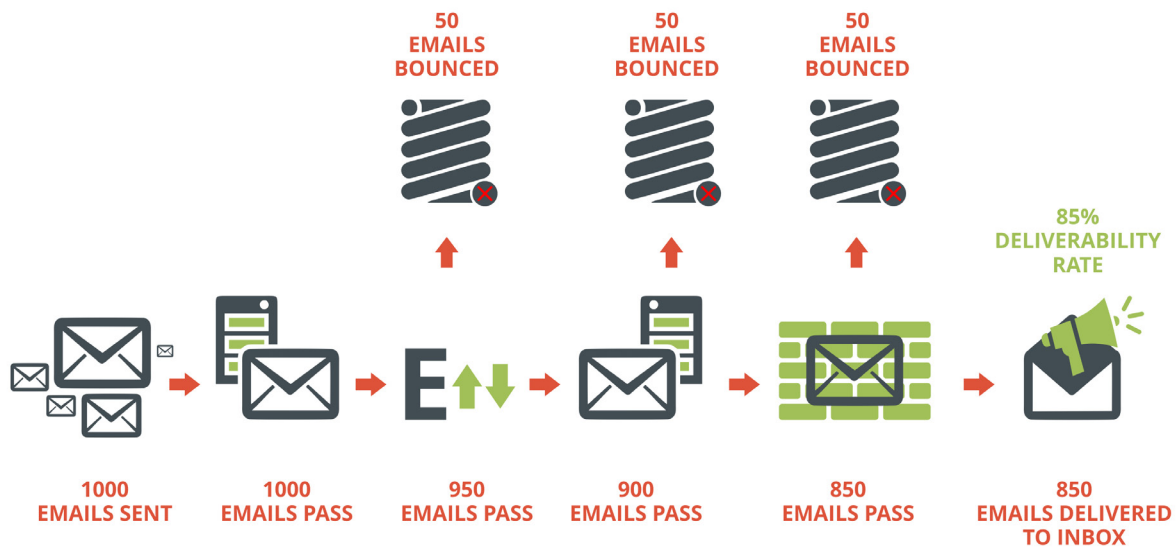 50
EMAILS
BOUNCED
50
EMAILS
BOUNCED
50
EMAILS
BOUNCED
85%
DELIVERABILITY
RATE
E
1000
EMAILS SENT
1000
EMAILS PASS
950
EMAILS PASS
900
EMAILS PASS
850
EMAILS PASS
850
EMAILS DELIVERED
TO INBOX